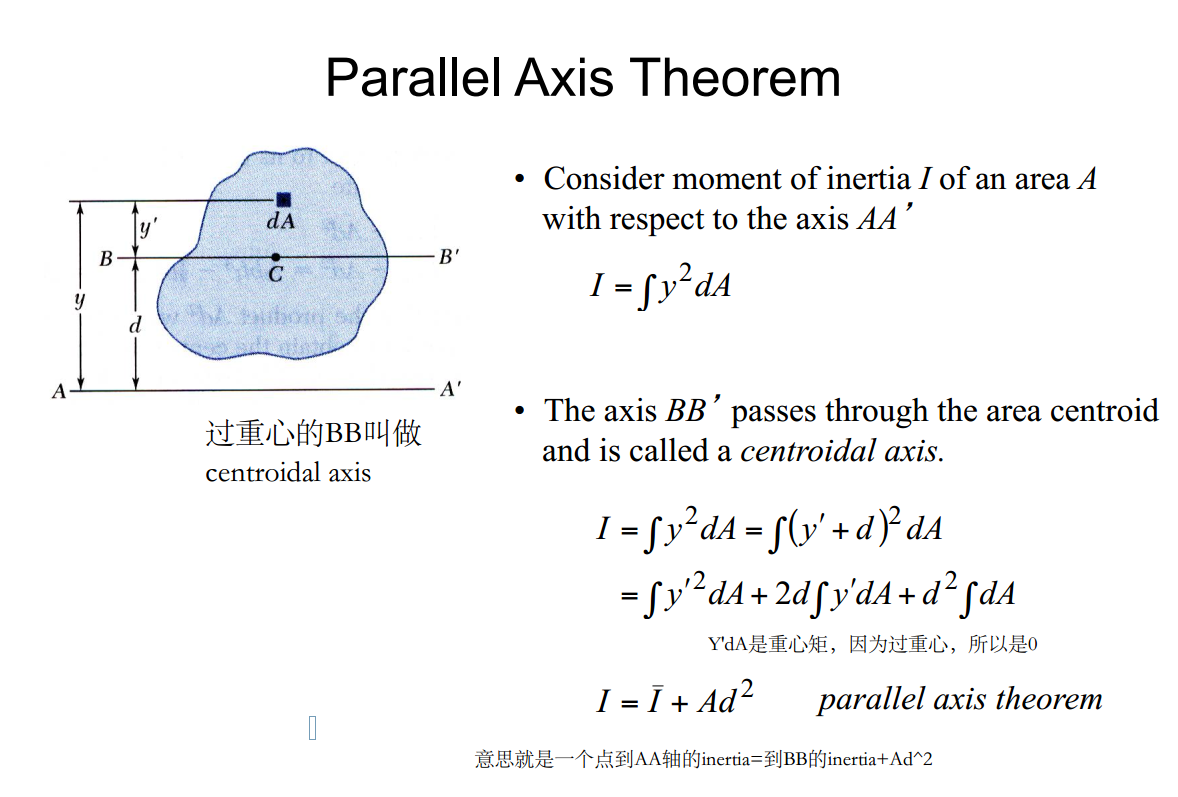 Parallel Axis Theorem
dA
y'
B
B'
C
y
d
A
A'
过重心的BB叫做
centroidal axis
• Consider moment of inertia I of an area A
with respect to the axis AA’
I = ∫y²dA
• The axis BB’ passes through the area centroid
and is called a centroidal axis.
I = ∫y²dA = ∫(y′ + d)² dA
= ∫y′²dA + 2d∫y'dA + d²∫dA
Y'dA是重心矩，因为过重心，所以是0
I = Ī + Ad² parallel axis theorem
意思就是一个点到AA轴的inertia=到BB的inertia+Ad^2